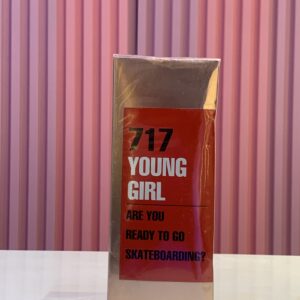 717
YOUNG
GIRL
ARE YOU
READY TO GO
SKATEBOARDING?